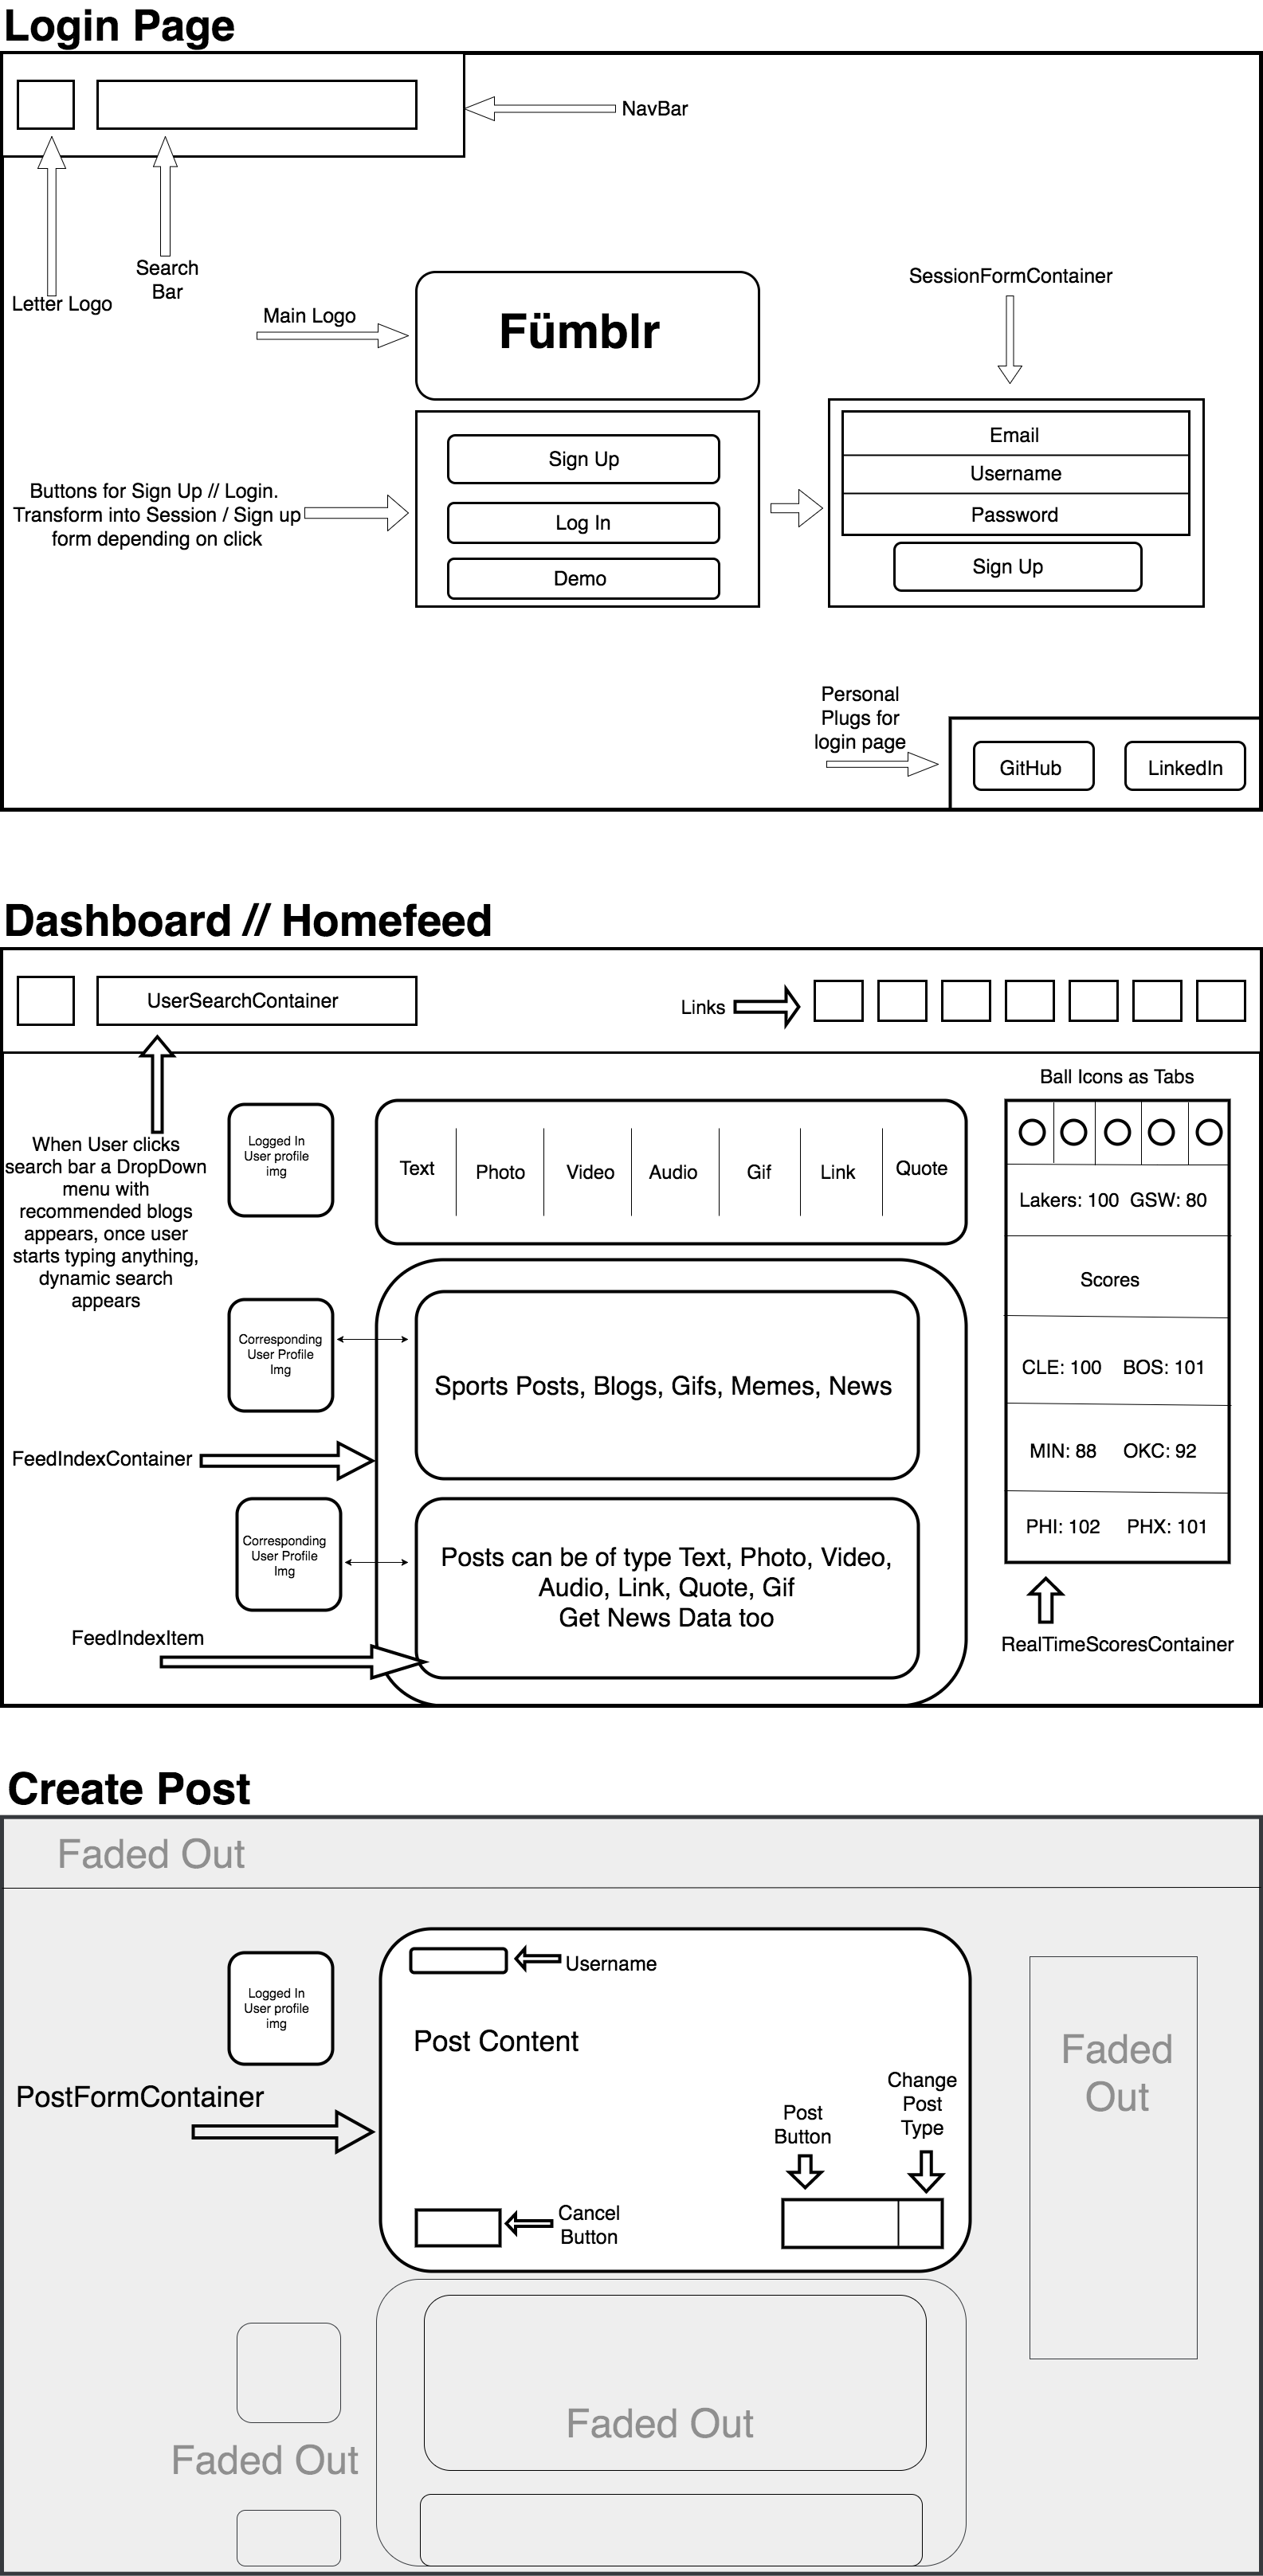 Login Page
NavBar
Letter Logo
Search
Bar
Main Logo
Fümblr
SessionFormContainer
Buttons for Sign Up // Login.
Transform into Session / Sign up
form depending on click
Sign Up
Log In
Demo
Email
Username
Password
Sign Up
Personal
Plugs for
login page
GitHub
LinkedIn
Dashboard // Homefeed
UserSearchContainer
Links
When User clicks
search bar a DropDown
menu with
recommended blogs
appears, once user
starts typing anything,
dynamic search
appears
Logged In
User profile
img
Text
Photo
Video
Audio
Gif
Link
Quote
Ball Icons as Tabs
Lakers: 100 GSW: 80
Scores
CLE: 100 BOS: 101
MIN: 88 OKC: 92
PHI: 102 PHX: 101
RealTimeScoresContainer
Corresponding
User Profile
Img
Sports Posts, Blogs, Gifs, Memes, News
FeedIndexContainer
Corresponding
User Profile
Img
Posts can be of type Text, Photo, Video,
Audio, Link, Quote, Gif
Get News Data too
FeedIndexItem
Create Post
Faded Out
Logged In
User profile
img
Username
Post Content
PostFormContainer
Post
Button
Change
Post
Type
Cancel
Button
Faded
Out
Faded Out
Faded Out